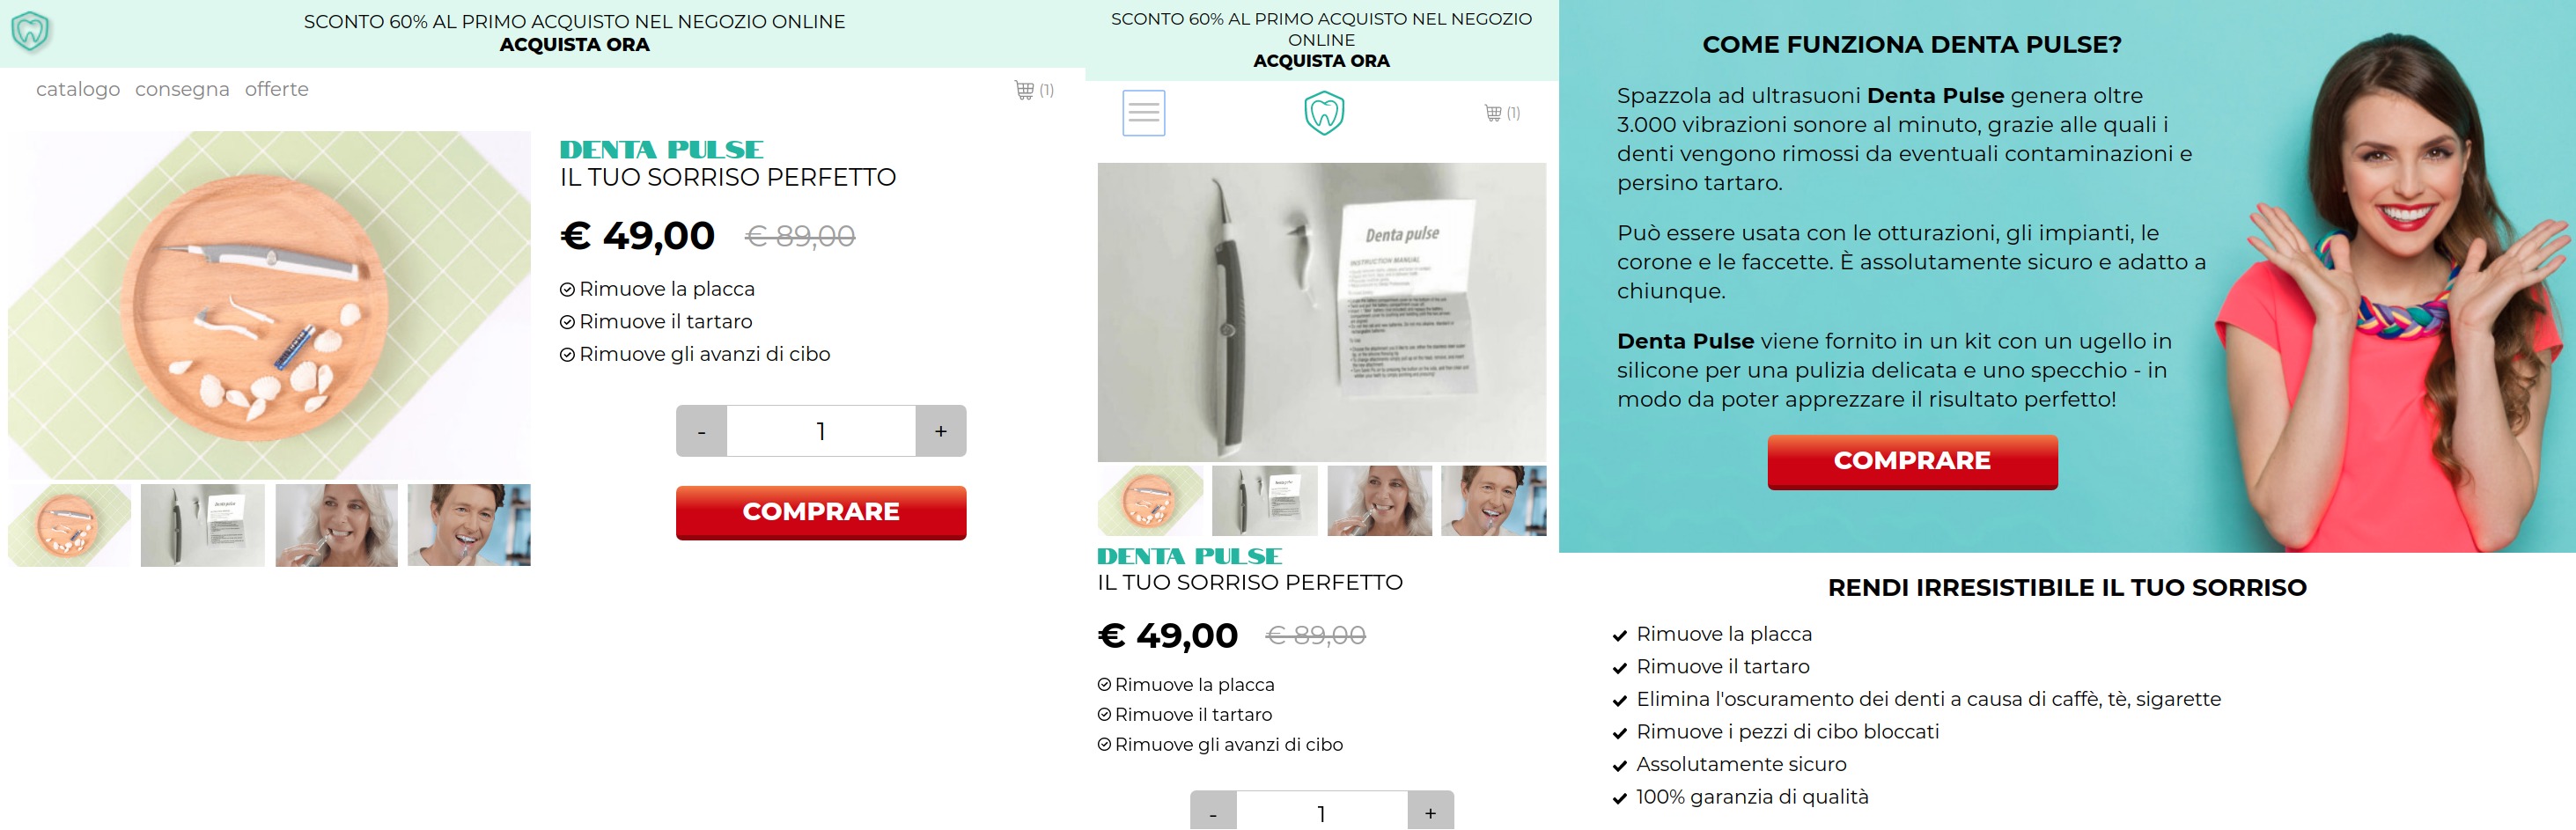 SCONTO 60% AL PRIMO ACQUISTO NEL NEGOZIO ONLINE
ACQUISTA ORA
catalogo consegna offerte
(1)
DENTA PULSE
IL TUO SORRISO PERFETTO
€ 49,00 € 89,00
Rimuove la placca
Rimuove il tartaro
Rimuove gli avanzi di cibo
- 1 +
COMPRARE
SCONTO 60% AL PRIMO ACQUISTO NEL NEGOZIO
ONLINE
ACQUISTA ORA
(1)
Denta pulse
INSTRUCTION MANUAL
DENTA PULSE
IL TUO SORRISO PERFETTO
€ 49,00 € 89,00
Rimuove la placca
Rimuove il tartaro
Rimuove gli avanzi di cibo
- 1 +
COME FUNZIONA DENTA PULSE?
Spazzola ad ultrasuoni Denta Pulse genera oltre
3.000 vibrazioni sonore al minuto, grazie alle quali i
denti vengono rimossi da eventuali contaminazioni e
persino tartaro.
Può essere usata con le otturazioni, gli impianti, le
corone e le faccette. È assolutamente sicuro e adatto a
chiunque.
Denta Pulse viene fornito in un kit con un ugello in
silicone per una pulizia delicata e uno specchio - in
modo da poter apprezzare il risultato perfetto!
COMPRARE
RENDI IRRESISTIBILE IL TUO SORRISO
Rimuove la placca
Rimuove il tartaro
Elimina l'oscuramento dei denti a causa di caffè, tè, sigarette
Rimuove i pezzi di cibo bloccati
Assolutamente sicuro
100% garanzia di qualità